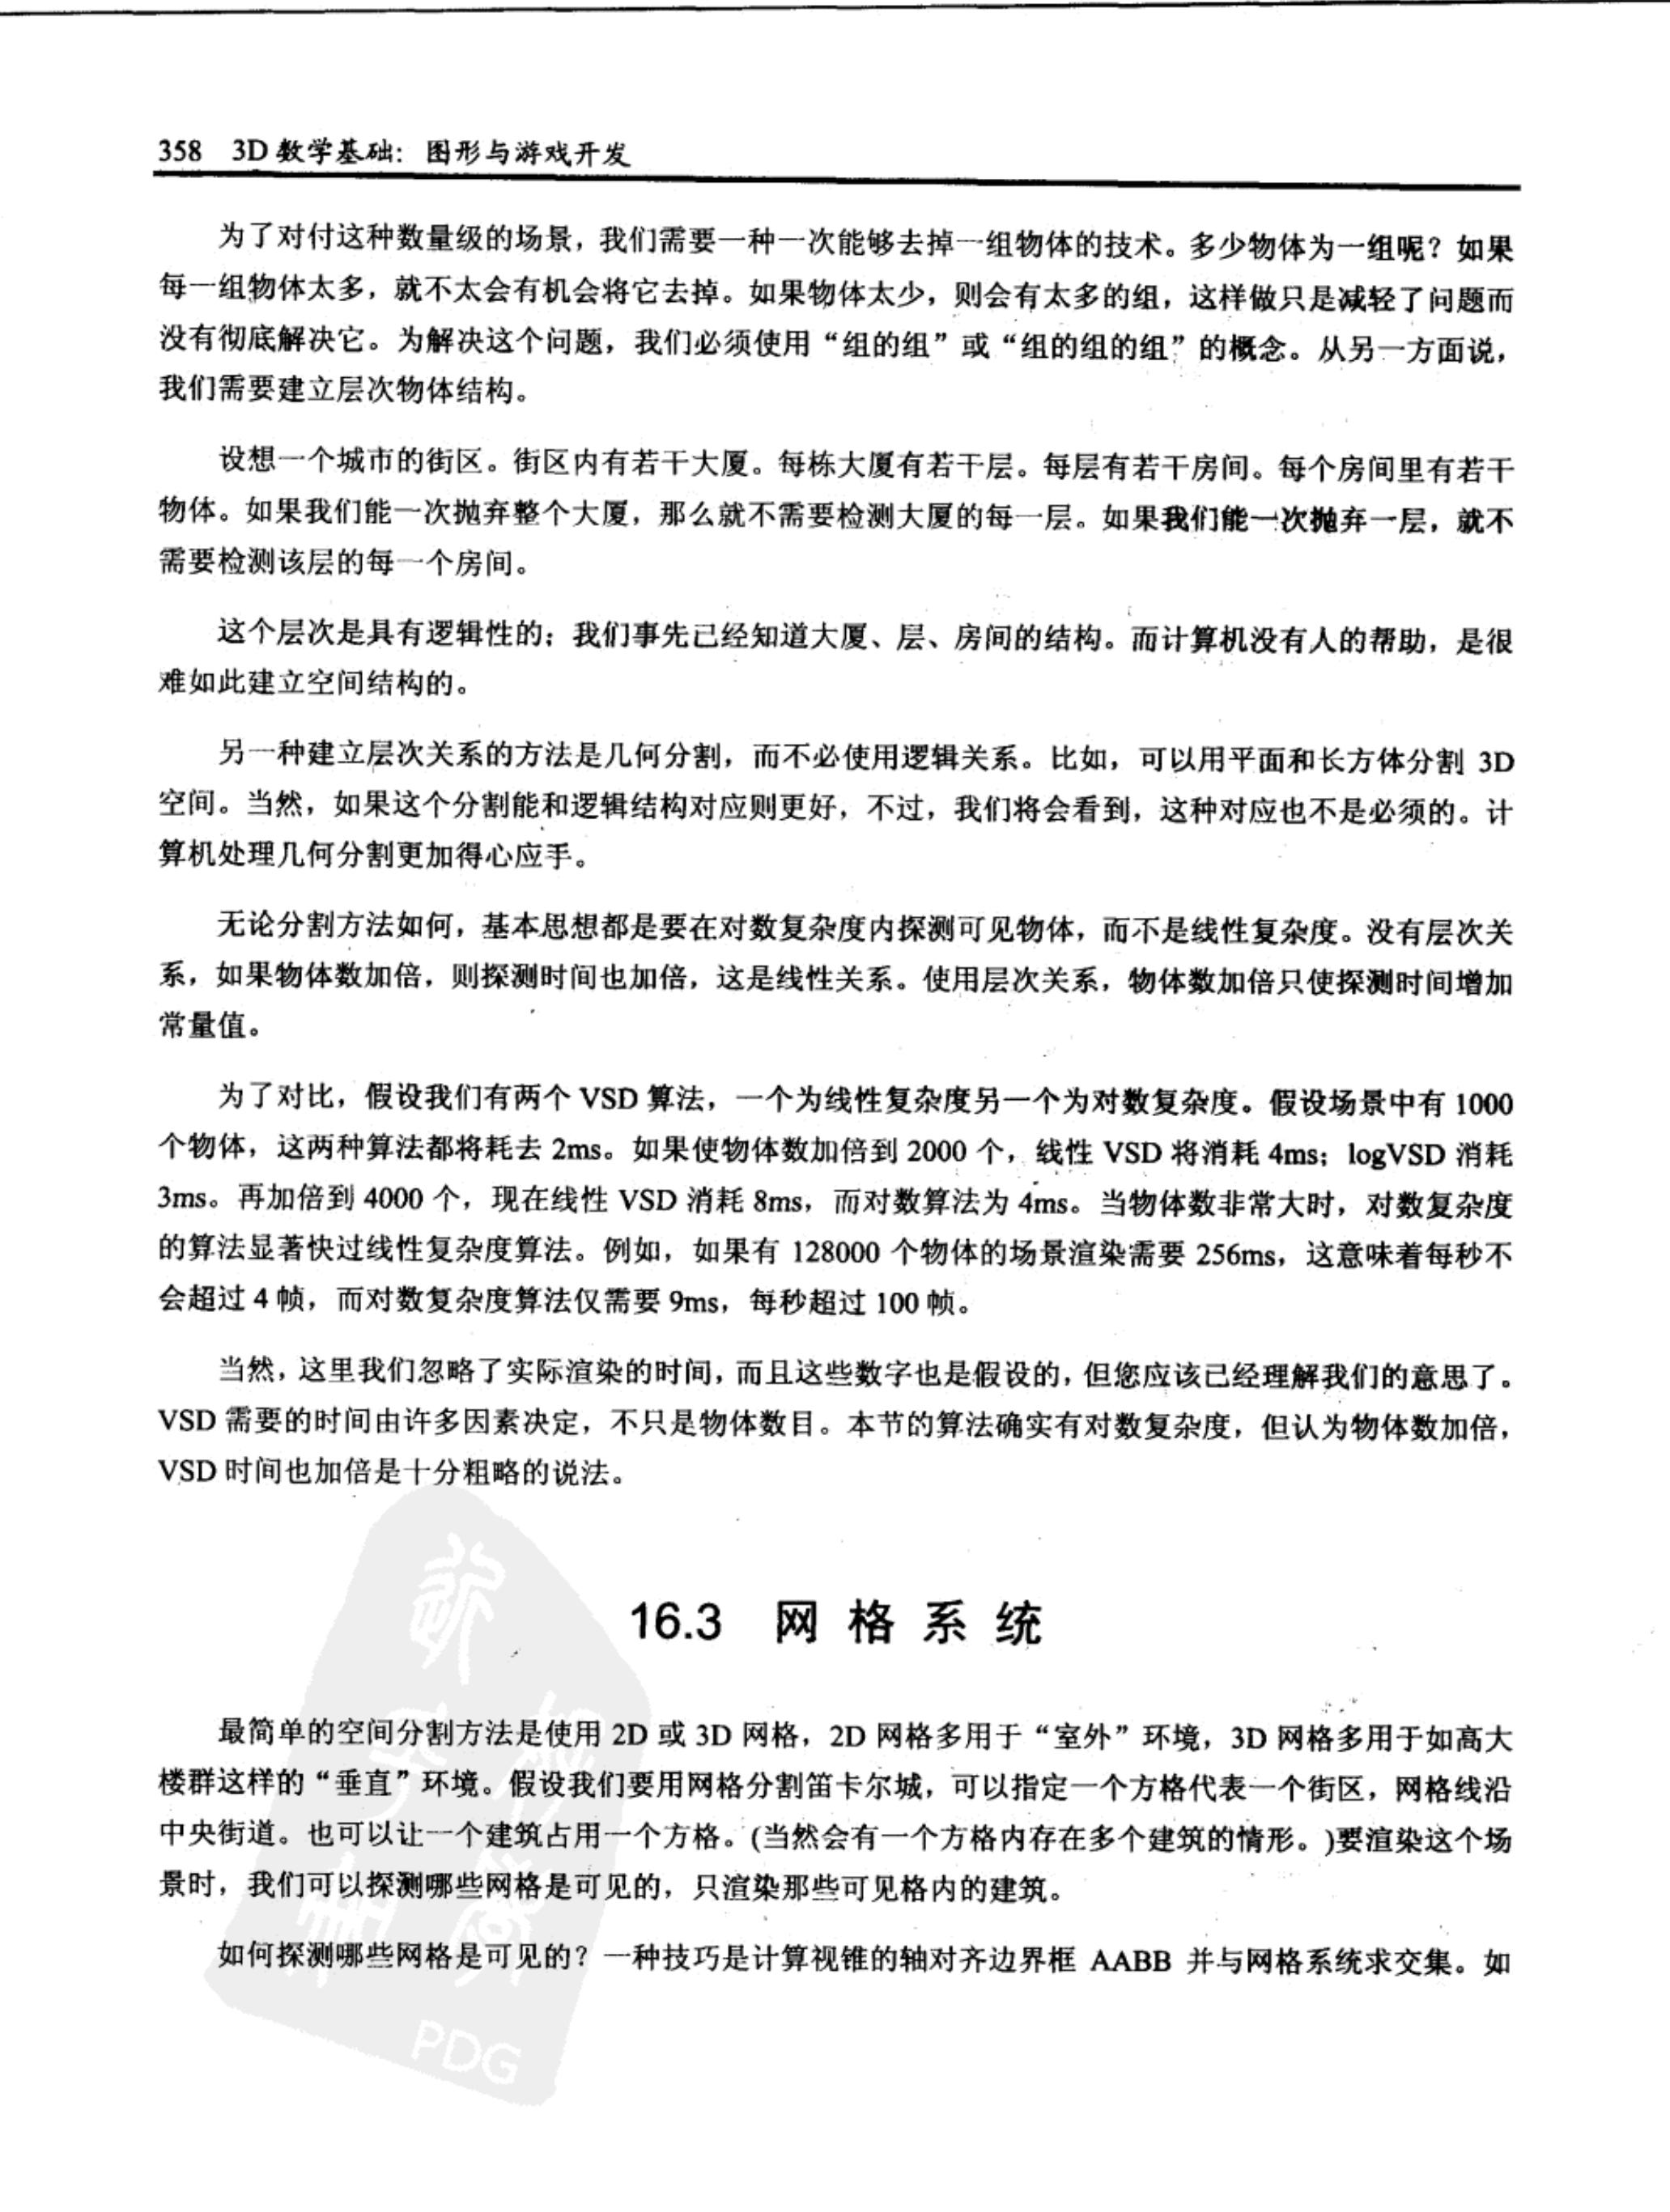 358 3D 数学基础：图形与游戏开发
为了对付这种数量级的场景，我们需要一种一次能够去掉一组物体的技术。多少物体为一组呢？如果
每一组物体太多，就不太会有机会将它去掉。如果物体太少，则会有太多的组，这样做只是减轻了问题而
没有彻底解决它。为解决这个问题，我们必须使用“组的组”或“组的组的组”的概念。从另一方面说，
我们需要建立层次物体结构。
设想一个城市的街区。街区内有若干大厦。每栋大厦有若干层。每层有若干房间。每个房间里有若干
物体。如果我们能一次抛弃整个大厦，那么就不需要检测大厦的每一层。如果我们能一次抛弃一层，就不
需要检测该层的每一个房间。
这个层次是具有逻辑性的；我们事先已经知道大厦、层、房间的结构。而计算机没有人的帮助，是很
难如此建立空间结构的。
另一种建立层次关系的方法是几何分割，而不必使用逻辑关系。比如，可以用平面和长方体分割 3D
空间。当然，如果这个分割能和逻辑结构对应则更好，不过，我们将会看到，这种对应也不是必须的。计
算机处理几何分割更加得心应手。
无论分割方法如何，基本思想都是要在对数复杂度内探测可见物体，而不是线性复杂度。没有层次关
系，如果物体数加倍，则探测时间也加倍，这是线性关系。使用层次关系，物体数加倍只使探测时间增加
常量值。
为了对比，假设我们有两个 VSD 算法，一个为线性复杂度另一个为对数复杂度。假设场景中有 1000
个物体，这两种算法都将耗去 2ms。如果使物体数加倍到 2000 个，线性 VSD 将消耗 4ms；logVSD 消耗
3ms。再加倍到 4000 个，现在线性 VSD 消耗 8ms，而对数算法为 4ms。当物体数非常大时，对数复杂度
的算法显著快过线性复杂度算法。例如，如果有 128000 个物体的场景渲染需要 256ms，这意味着每秒不
会超过 4 帧，而对数复杂度算法仅需要 9ms，每秒超过 100 帧。
当然，这里我们忽略了实际渲染的时间，而且这些数字也是假设的，但您应该已经理解我们的意思了。
VSD 需要的时间由许多因素决定，不只是物体数目。本节的算法确实有对数复杂度，但认为物体数加倍，
VSD 时间也加倍是十分粗略的说法。
16.3 网格系统
最简单的空间分割方法是使用 2D 或 3D 网格，2D 网格多用于“室外”环境，3D 网格多用于如高大
楼群这样的“垂直”环境。假设我们要用网格分割笛卡尔城，可以指定一个方格代表一个街区，网格线沿
中央街道。也可以让一个建筑占用一个方格。(当然会有一个方格内存在多个建筑的情形。)要渲染这个场
景时，我们可以探测哪些网格是可见的，只渲染那些可见格内的建筑。
如何探测哪些网格是可见的？一种技巧是计算视锥的轴对齐边界框 AABB 并与网格系统求交集。如
PDG